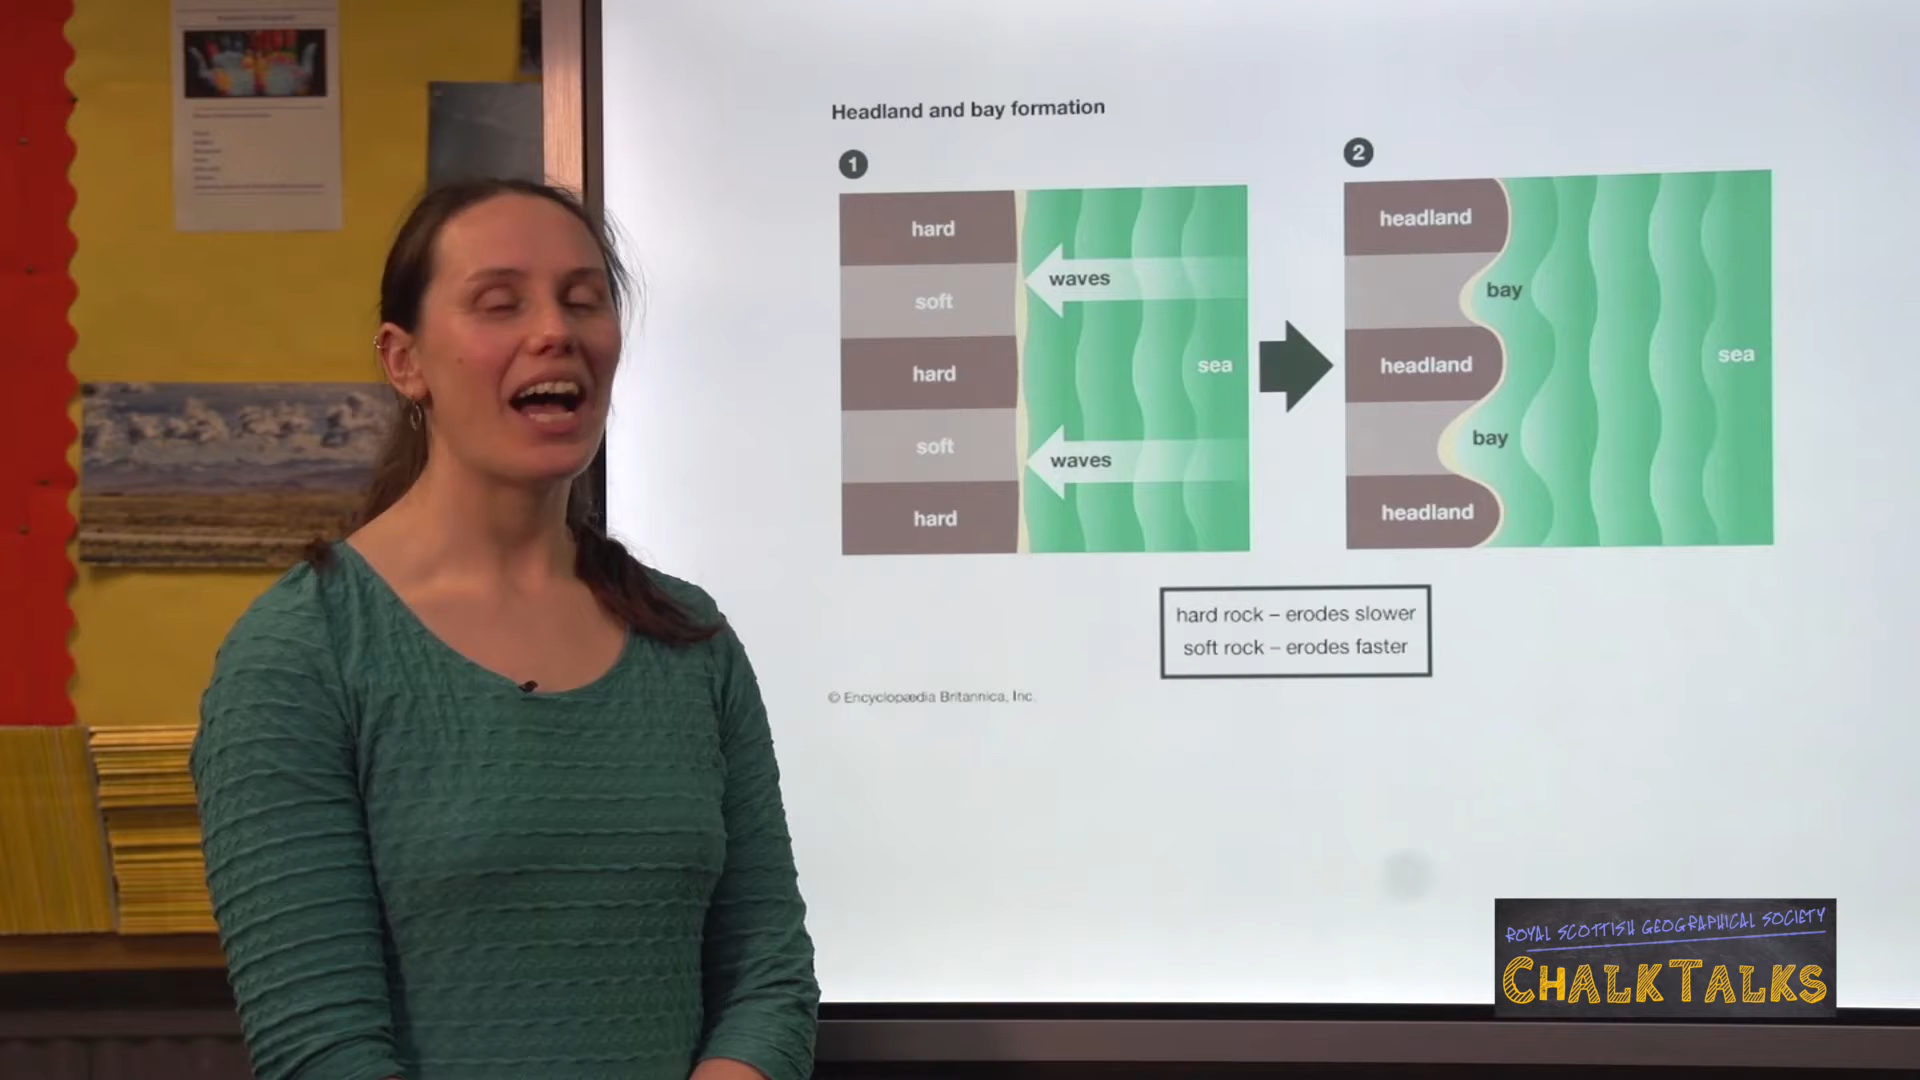 Headland and bay formation
1
2
hard
soft
hard
soft
hard
waves
waves
sea
headland
bay
headland
bay
headland
sea
hard rock – erodes slower
soft rock – erodes faster
© Encyclopædia Britannica, Inc.
ROYAL SCOTTISH GEOGRAPHICAL SOCIETY
CHALKTALKS